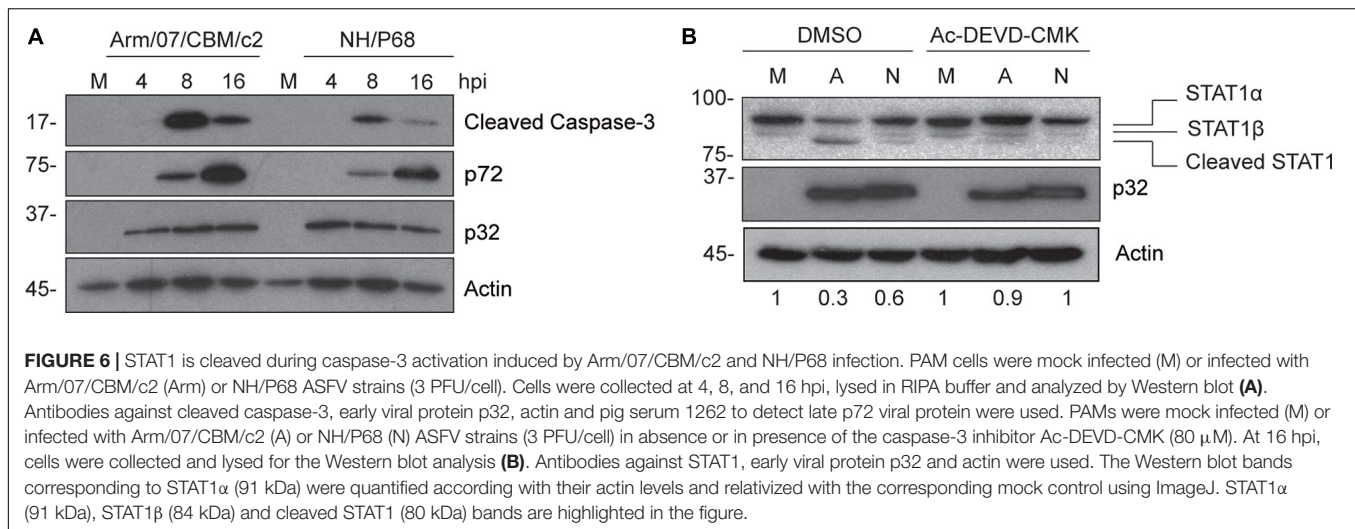 A
Arm/07/CBM/c2 NH/P68
M 4 8 16 M 4 8 16 hpi
17- Cleaved Caspase-3
75- p72
37- p32
45- Actin
B
DMSO Ac-DEVD-CMK
M A N M A N
100- STAT1α
STAT1β
75- Cleaved STAT1
37- p32
45- Actin
1 0.3 0.6 1 0.9 1
FIGURE 6 | STAT1 is cleaved during caspase-3 activation induced by Arm/07/CBM/c2 and NH/P68 infection. PAM cells were mock infected (M) or infected with
Arm/07/CBM/c2 (Arm) or NH/P68 ASFV strains (3 PFU/cell). Cells were collected at 4, 8, and 16 hpi, lysed in RIPA buffer and analyzed by Western blot (A).
Antibodies against cleaved caspase-3, early viral protein p32, actin and pig serum 1262 to detect late p72 viral protein were used. PAMs were mock infected (M) or
infected with Arm/07/CBM/c2 (A) or NH/P68 (N) ASFV strains (3 PFU/cell) in absence or in presence of the caspase-3 inhibitor Ac-DEVD-CMK (80 μM). At 16 hpi,
cells were collected and lysed for the Western blot analysis (B). Antibodies against STAT1, early viral protein p32 and actin were used. The Western blot bands
corresponding to STAT1α (91 kDa) were quantified according with their actin levels and relativized with the corresponding mock control using ImageJ. STAT1α
(91 kDa), STAT1β (84 kDa) and cleaved STAT1 (80 kDa) bands are highlighted in the figure.